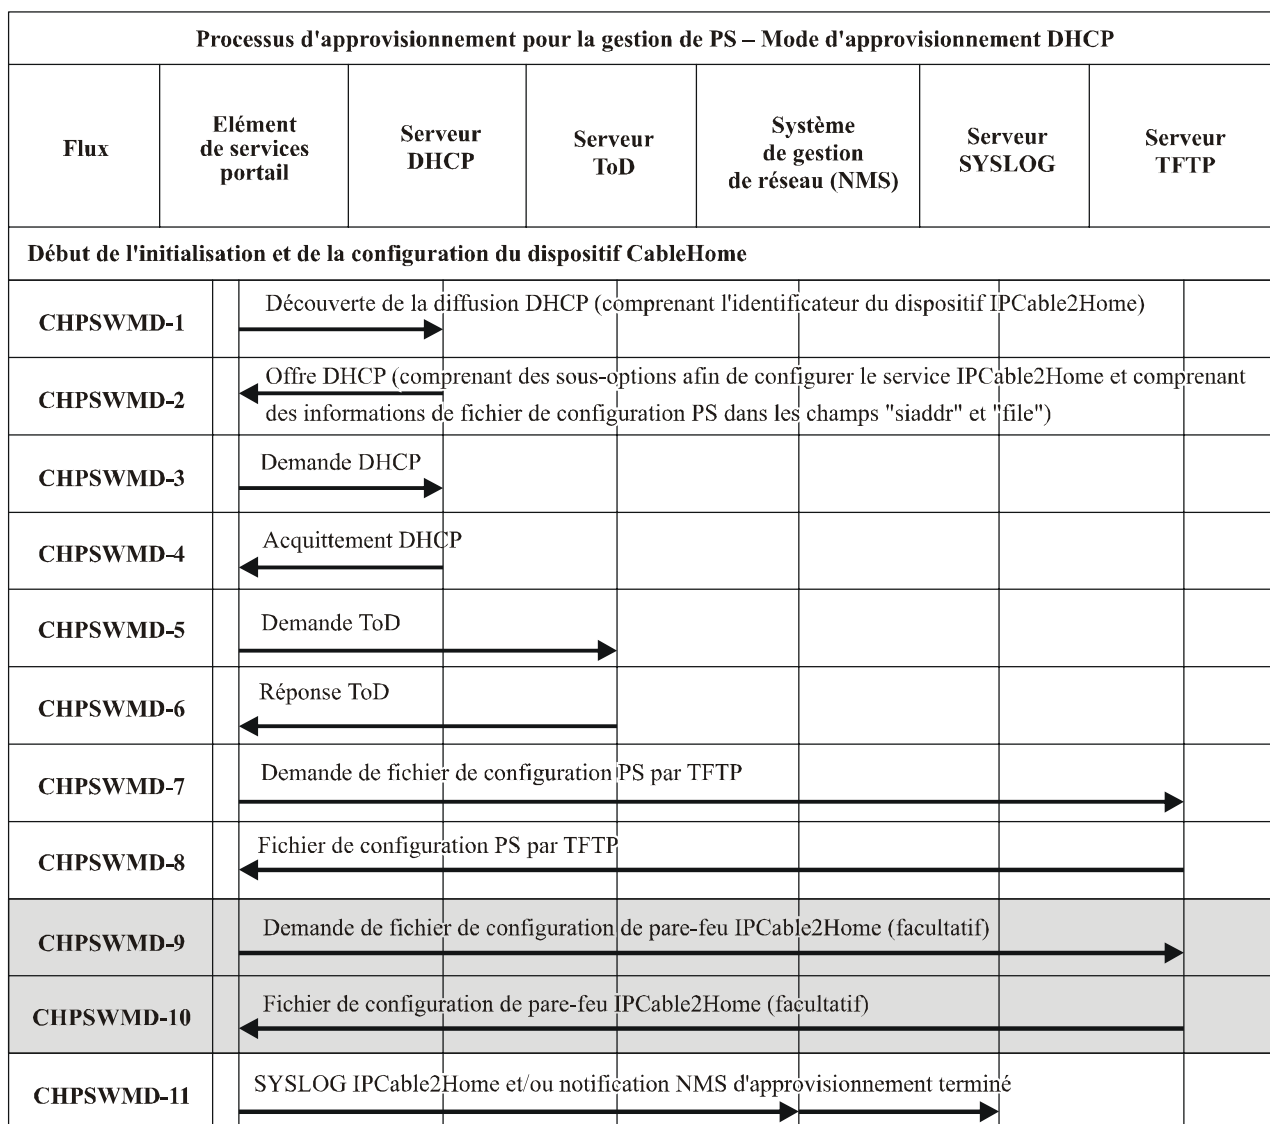 Processus d'approvisionnement pour la gestion de PS – Mode d'approvisionnement DHCP
Flux
Elément
de services
portail
Serveur
DHCP
Serveur
ToD
Système
de gestion
de réseau (NMS)
Serveur
SYSLOG
Serveur
TFTP
Début de l'initialisation et de la configuration du dispositif CableHome
CHPSWMD-1
Découverte de la diffusion DHCP (comprenant l'identificateur du dispositif IPCable2Home)
CHPSWMD-2
Offre DHCP (comprenant des sous-options afin de configurer le service IPCable2Home et comprenant
des informations de fichier de configuration PS dans les champs "siaddr" et "file")
CHPSWMD-3
Demande DHCP
CHPSWMD-4
Acquittement DHCP
CHPSWMD-5
Demande ToD
CHPSWMD-6
Réponse ToD
CHPSWMD-7
Demande de fichier de configuration PS par TFTP
CHPSWMD-8
Fichier de configuration PS par TFTP
CHPSWMD-9
Demande de fichier de configuration de pare-feu IPCable2Home (facultatif)
CHPSWMD-10
Fichier de configuration de pare-feu IPCable2Home (facultatif)
CHPSWMD-11
SYSLOG IPCable2Home et/ou notification NMS d'approvisionnement terminé